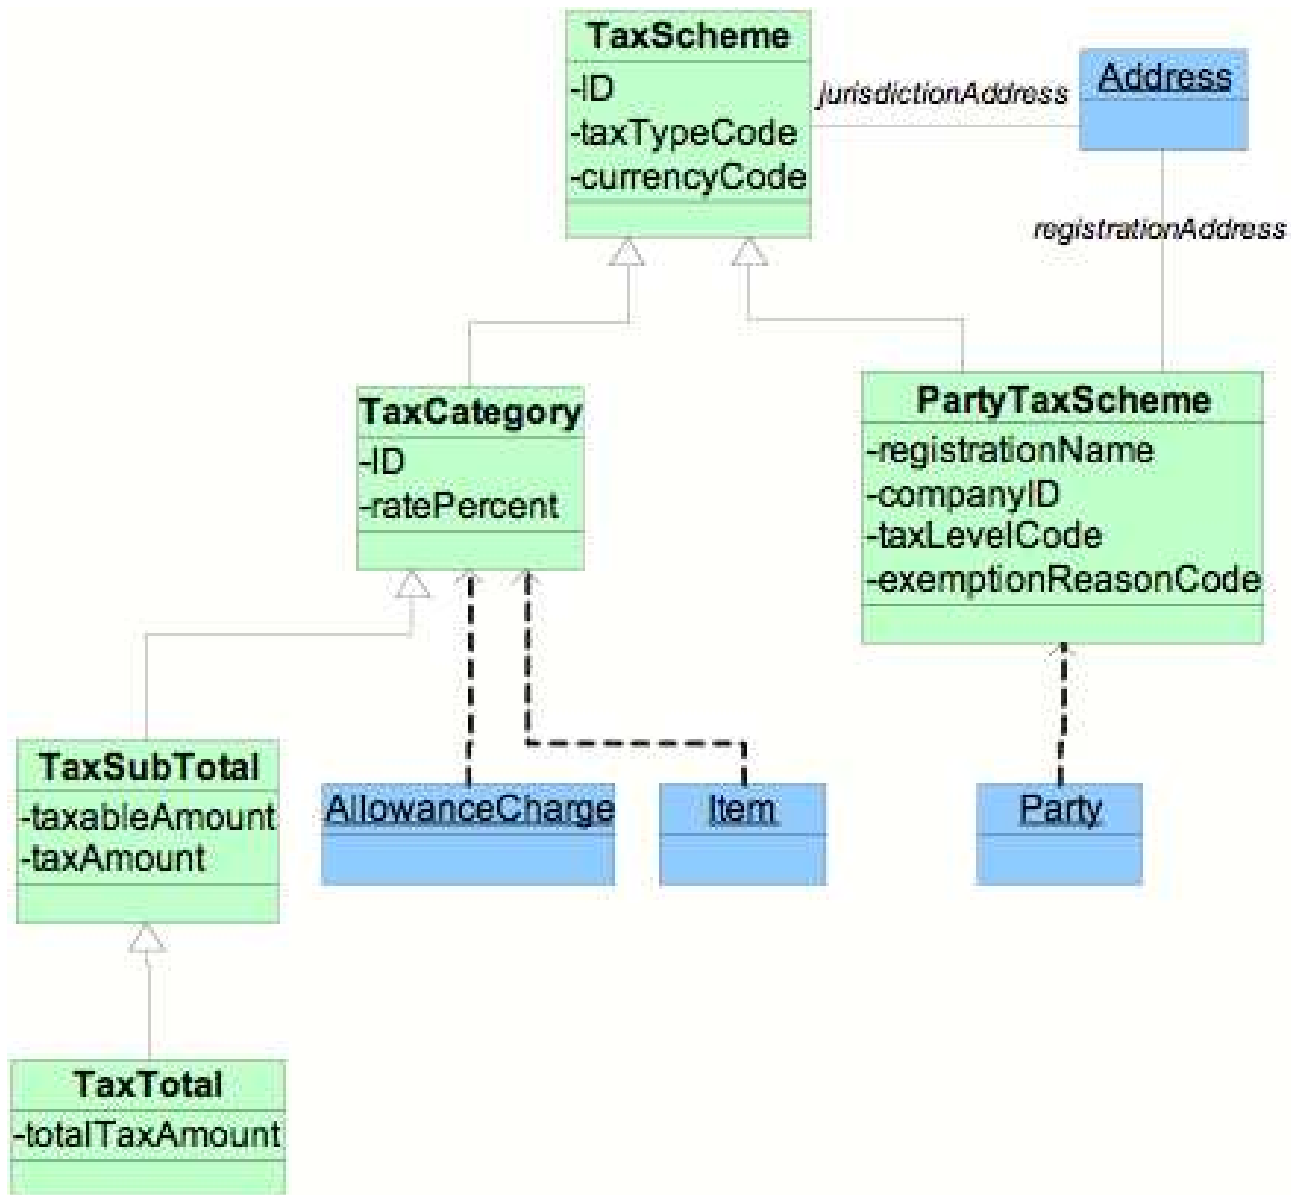 TaxScheme
-ID
-taxTypeCode
-currencyCode
jurisdictionAddress
Address
registrationAddress
TaxCategory
-ID
-ratePercent
PartyTaxScheme
-registrationName
-companyID
-taxLevelCode
-exemptionReasonCode
TaxSubTotal
-taxableAmount
-taxAmount
AllowanceCharge
Item
Party
TaxTotal
-totalTaxAmount